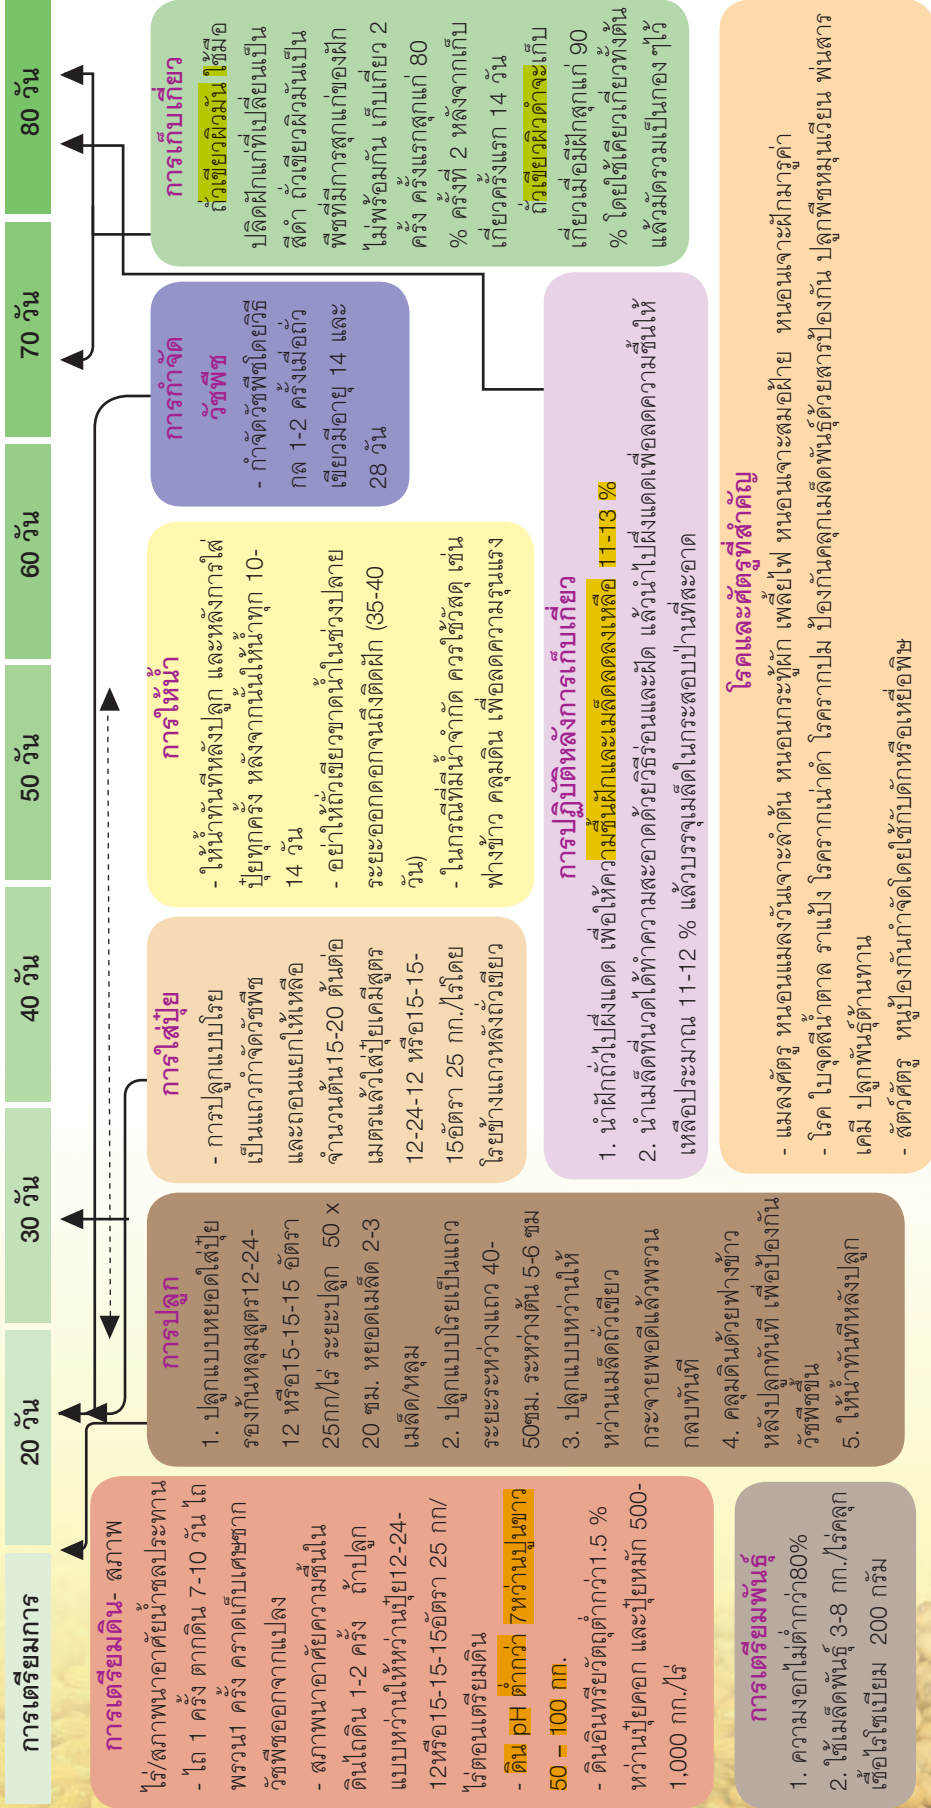 การเตรียมการ
20 วัน
30 วัน
40 วัน
50 วัน
60 วัน
70 วัน
80 วัน
การเตรียมดิน- สภาพ
ไร่/สภาพนาอาศัยน้ำชลประทาน
- ไถ 1 ครั้ง ตากดิน 7-10 วัน ไถ
พรวน1 ครั้ง คราดเก็บเศษซาก
วัชพืชออกจากแปลง
- สภาพนาอาศัยความชื้นใน
ดินไถดิน 1-2 ครั้ง ถ้าปลูก
แบบหว่านให้หว่านปุ๋ย12-24-
12หรือ15-15-15อัตรา 25 กก/
ไร่ตอนเตรียมดิน
- ดิน pH ต่ำกว่า 7หว่านปูนขาว
50 – 100 กก.
- ดินอินทรียวัตถุต่ำกว่า1.5 %
หว่านปุ๋ยคอก และปุ๋ยหมัก 500-
1,000 กก./ไร่
การเตรียมพันธุ์
1. ความงอกไม่ต่ำกว่า80%
2. ใช้เมล็ดพันธุ์ 3-8 กก./ไร่คลุก
เชื้อไรโซเบียม 200 กรัม
การปลูก
1. ปลูกแบบหยอดใส่ปุ๋ย
รองก้นหลุมสูตร12-24-
12 หรือ15-15-15 อัตรา
25กก/ไร่ ระยะปลูก 50 x
20 ซม. หยอดเมล็ด 2-3
เมล็ด/หลุม
2. ปลูกแบบโรยเป็นแถว
ระยะระหว่างแถว 40-
50ซม. ระหว่างต้น 5-6 ซม
3. ปลูกแบบหว่านให้
หว่านเมล็ดถั่วเขียว
กระจายพอดีแล้วพรวน
กลบทันที
4. คลุมดินด้วยฟางข้าว
หลังปลูกทันที เพื่อป้องกัน
วัชพืชขึ้น
5. ให้น้ำทันทีหลังปลูก
การใส่ปุ๋ย
- การปลูกแบบโรย
เป็นแถวกำจัดวัชพืช
และถอนแยกให้เหลือ
จำนวนต้น15-20 ต้นต่อ
เมตรแล้วใส่ปุ๋ยเคมีสูตร
12-24-12 หรือ15-15-
15อัตรา 25 กก./ไร่โดย
โรยข้างแถวหลังถั่วเขียว
การให้น้ำ
- ให้น้ำทันทีหลังปลูก และหลังการใส่
ปุ๋ยทุกครั้ง หลังจากนั้นให้น้ำทุก 10-
14 วัน
- อย่าให้ถั่วเขียวขาดน้ำในช่วงปลาย
ระยะออกดอกจนถึงติดฝัก (35-40
วัน)
- ในกรณีที่มีน้ำจำกัด ควรใช้วัสดุ เช่น
ฟางข้าว คลุมดิน เพื่อลดความรุนแรง
การกำจัด
วัชพืช
- กำจัดวัชพืชโดยวิธี
กล 1-2 ครั้งเมื่อถั่ว
เขียวมีอายุ 14 และ
28 วัน
การเก็บเกี่ยว
ถั่วเขียวผิวมัน ใช้มือ
ปลิดฝักแก่ที่เปลี่ยนเป็น
สีดำ ถั่วเขียวผิวมันเป็น
พืชที่มีการสุกแก่ของฝัก
ไม่พร้อมกัน เก็บเกี่ยว 2
ครั้ง ครั้งแรกสุกแก่ 80
% ครั้งที่ 2 หลังจากเก็บ
เกี่ยวครั้งแรก 14 วัน
ถั่วเขียวผิวดำจะเก็บ
เกี่ยวเมื่อมีฝักสุกแก่ 90
% โดยใช้เคียวเกี่ยวทั้งต้น
แล้วมัดรวมเป็นกอง ๆไว้
การปฏิบัติหลังการเก็บเกี่ยว
1. นำฝักถั่วไปผึ่งแดด เพื่อให้ความชื้นฝักและเมล็ดลดลงเหลือ 11-13 %
2. นำเมล็ดที่นวดได้ทำความสะอาดด้วยวิธีร่อนและฝัด แล้วนำไปผึ่งแดดเพื่อลดความชื้นให้
เหลือประมาณ 11-12 % แล้วบรรจุเมล็ดในกระสอบป่านที่สะอาด
โรคและศัตรูที่สำคัญ
- แมลงศัตรู หนอนแมลงวันเจาะลำต้น หนอนกระทู้ผัก เพลี้ยไฟ หนอนเจาะสมอฝ้าย หนอนเจาะฝักมารูค่า
- โรค ใบจุดสีน้ำตาล ราแป้ง โรครากเน่าดำ โรครากปม ป้องกันคลุกเมล็ดพันธุ์ด้วยสารป้องกัน ปลูกพืชหมุนเวียน พ่นสาร
เคมี ปลูกพันธุ์ต้านทาน
- สัตว์ศัตรู หนูป้องกันกำจัดโดยใช้กับดักหรือเหยื่อพิษ